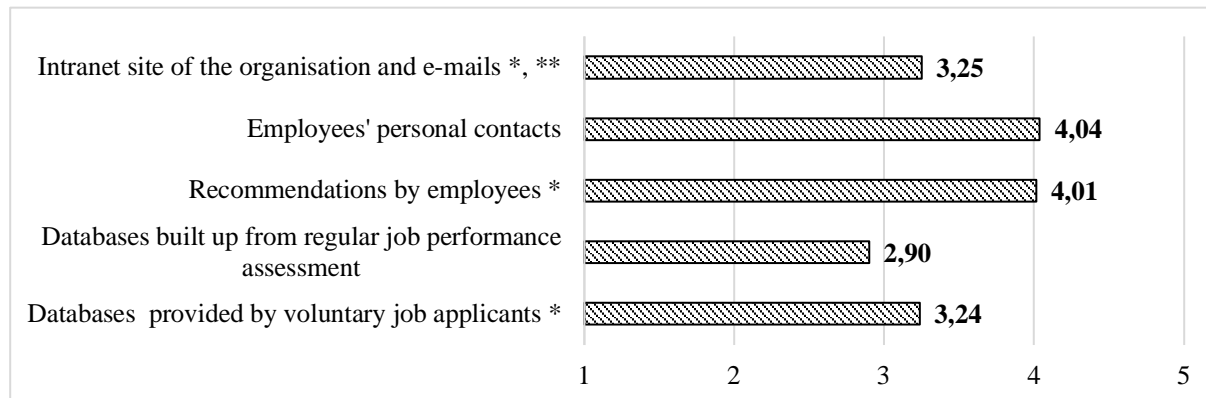 Intranet site of the organisation and e-mails *, **
3,25
Employees' personal contacts
4,04
Recommendations by employees *
4,01
Databases built up from regular job performance
assessment
2,90
Databases  provided by voluntary job applicants *
3,24
1 2 3 4 5